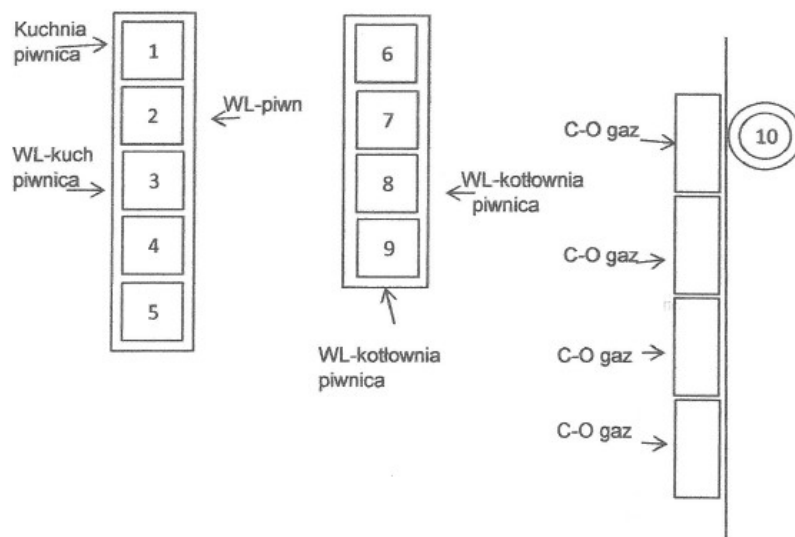 Kuchnia
piwnica
1
2
WL-piwn
WL-kuch
piwnica
3
4
5
6
7
8
9
WL-kotłownia
piwnica
WL-kotłownia
piwnica
C-O gaz
10
C-O gaz
C-O gaz
C-O gaz